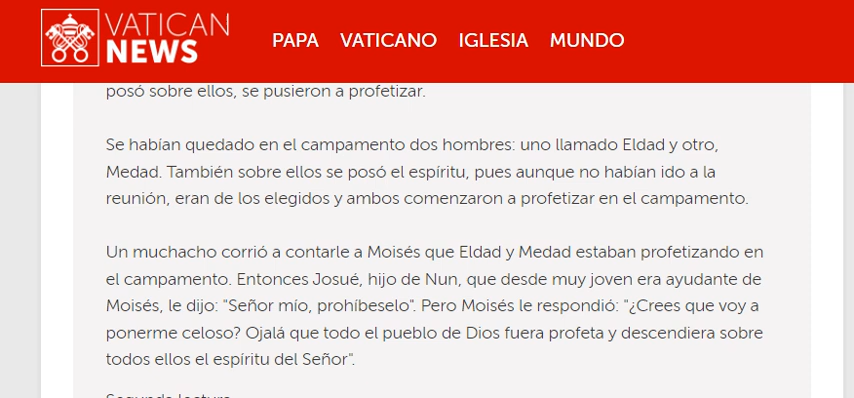 VATICAN
NEWS
PAPA VATICANO IGLESIA MUNDO
posó sobre ellos, se pusieron a profetizar.
Se habían quedado en el campamento dos hombres: uno llamado Eldad y otro,
Medad. También sobre ellos se posó el espíritu, pues aunque no habían ido a la
reunión, eran de los elegidos y ambos comenzaron a profetizar en el campamento.
Un muchacho corrió a contarle a Moisés que Eldad y Medad estaban profetizando en
el campamento. Entonces Josué, hijo de Nun, que desde muy joven era ayudante de
Moisés, le dijo: "Señor mío, prohíbeselo". Pero Moisés le respondió: "¿Crees que voy a
ponerme celoso? Ojalá que todo el pueblo de Dios fuera profeta y descendiera sobre
todos ellos el espíritu del Señor".
Segunda lectura